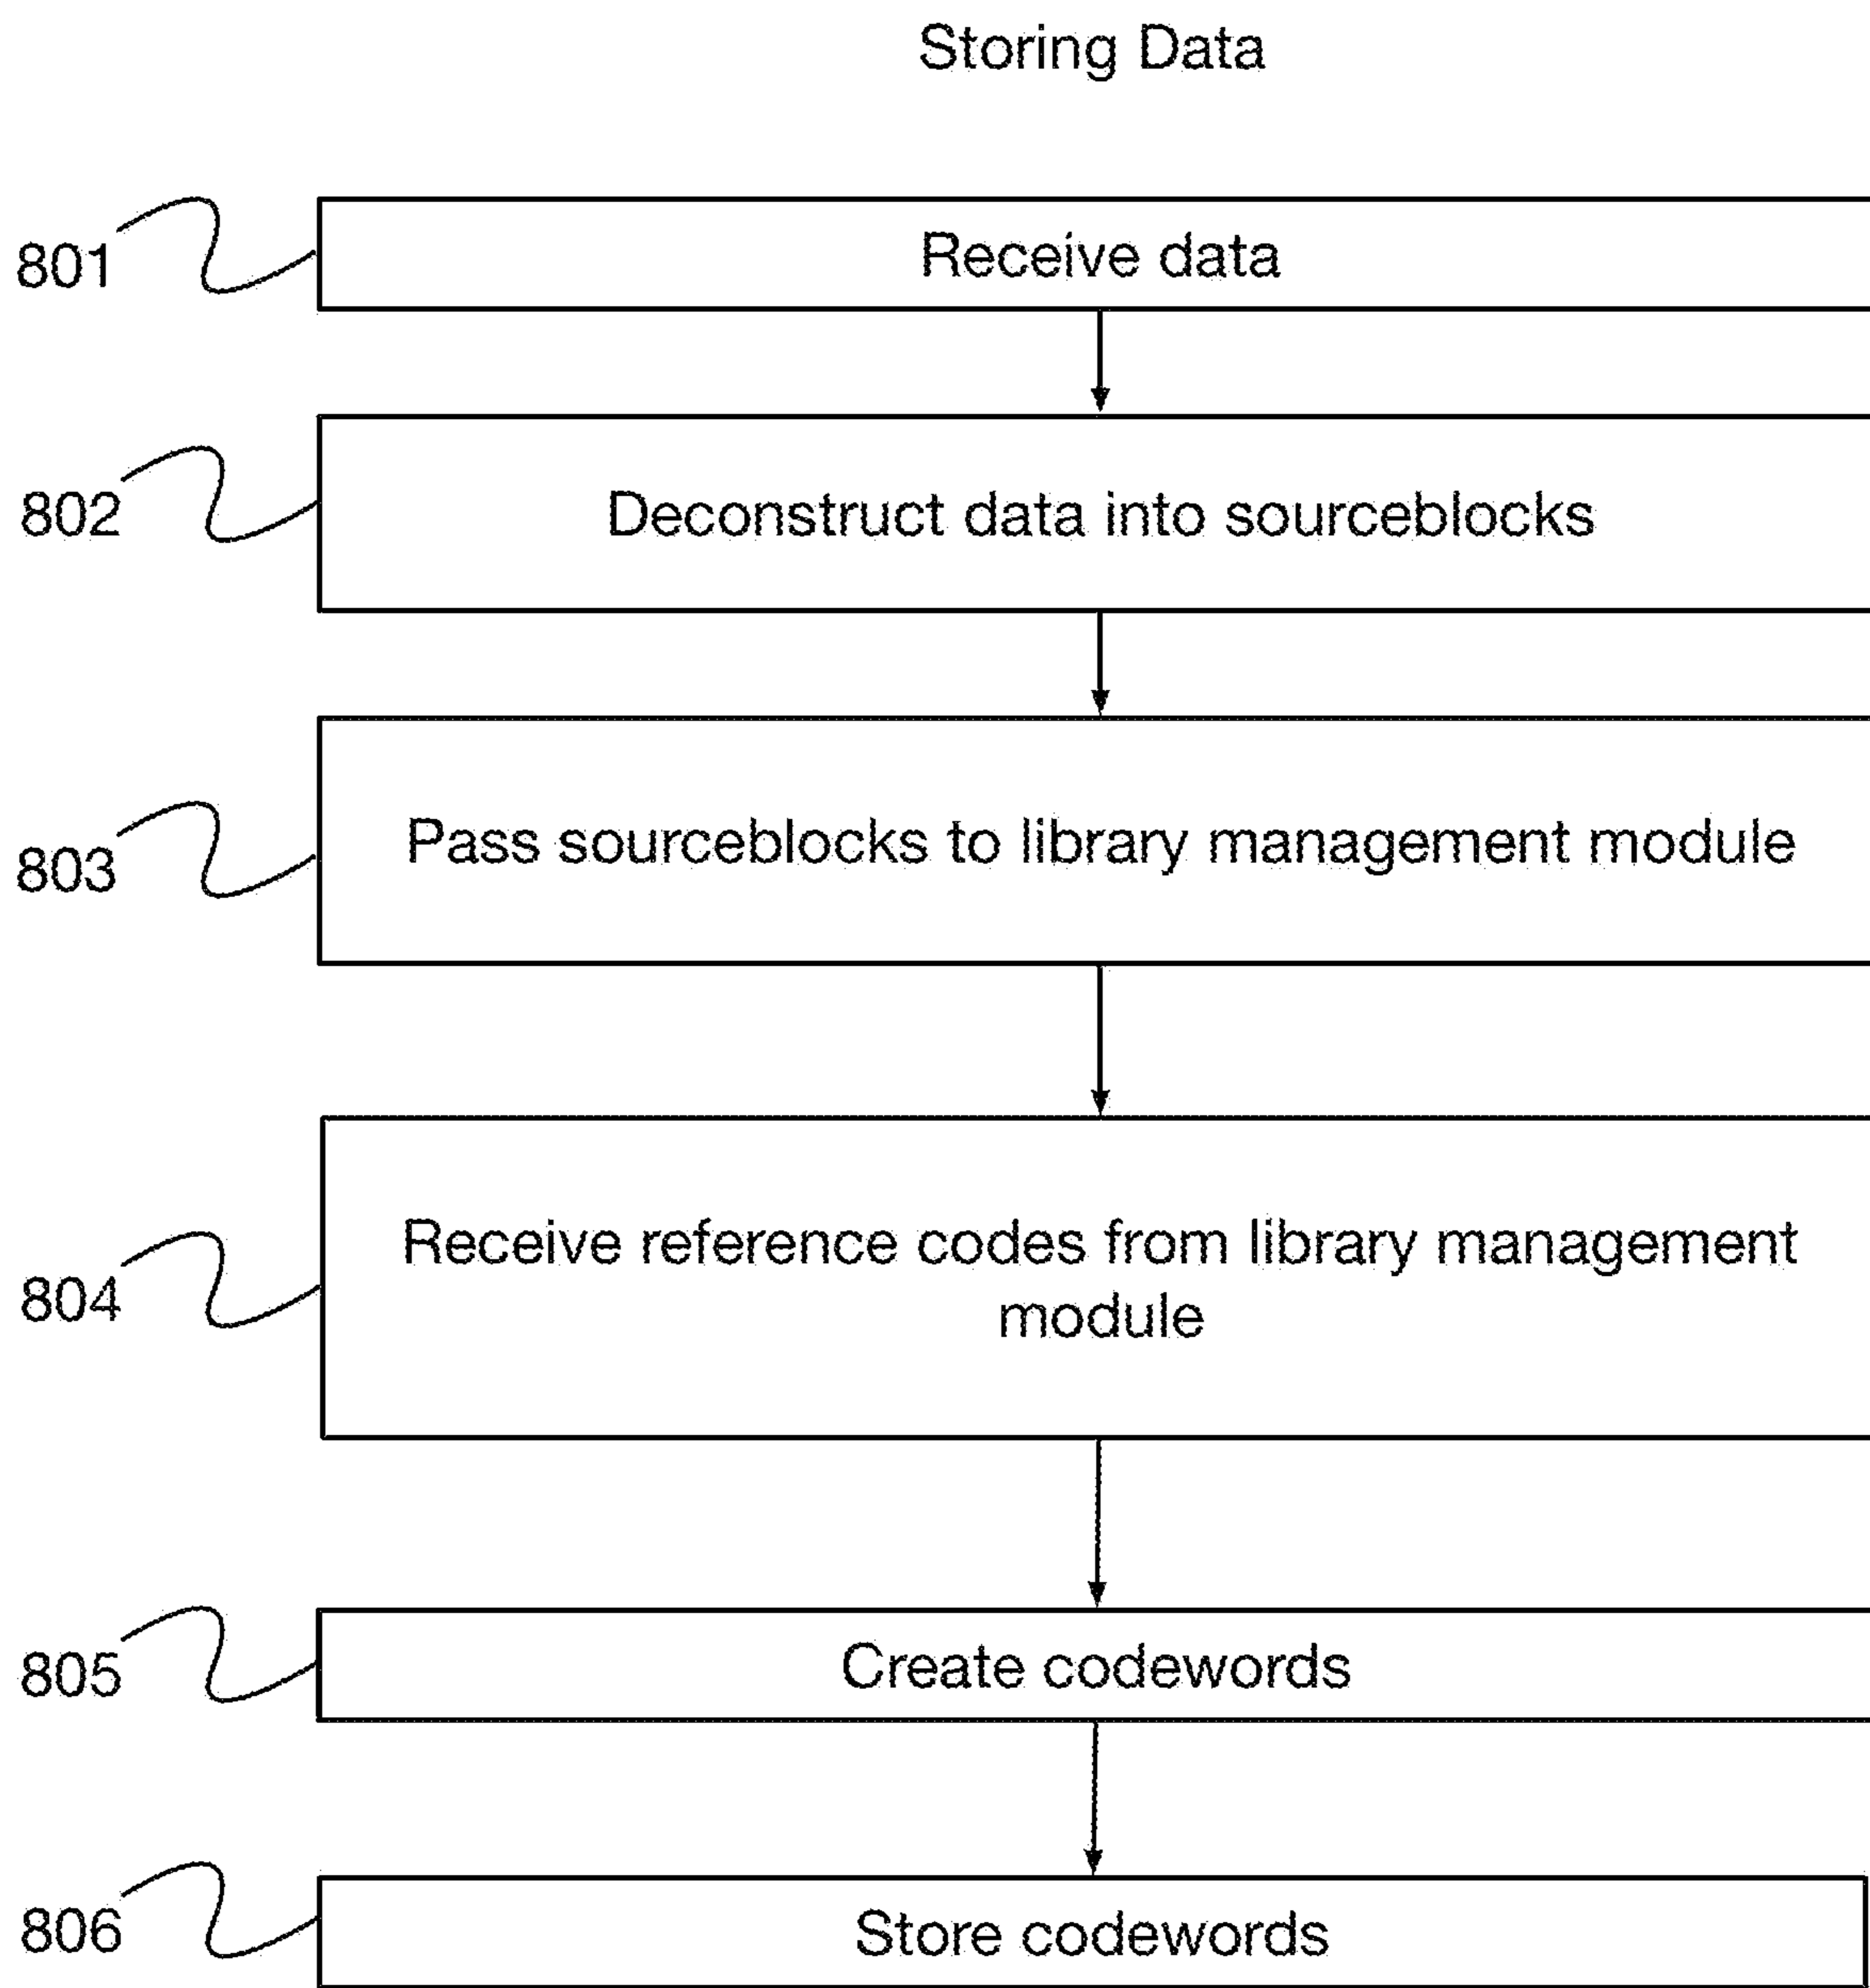 Storing Data
801
Receive data
802
Deconstruct data into sourceblocks
803
Pass sourceblocks to library management module
804
Receive reference codes from library management
module
805
Create codewords
806
Store codewords